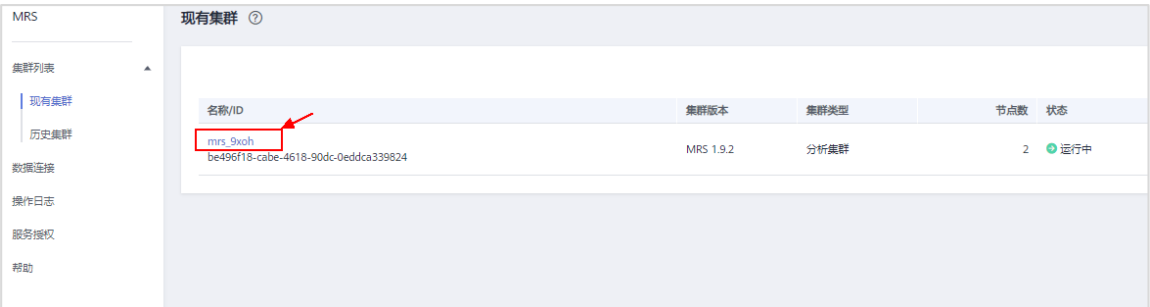 MRS
集群列表
现有集群
历史集群
数据连接
操作日志
服务授权
帮助
现有集群
名称/ID 集群版本 集群类型 节点数 状态
mrs_9xoh
be496f18-cabe-4618-90dc-0eddca339824 MRS 1.9.2 分析集群 2 运行中